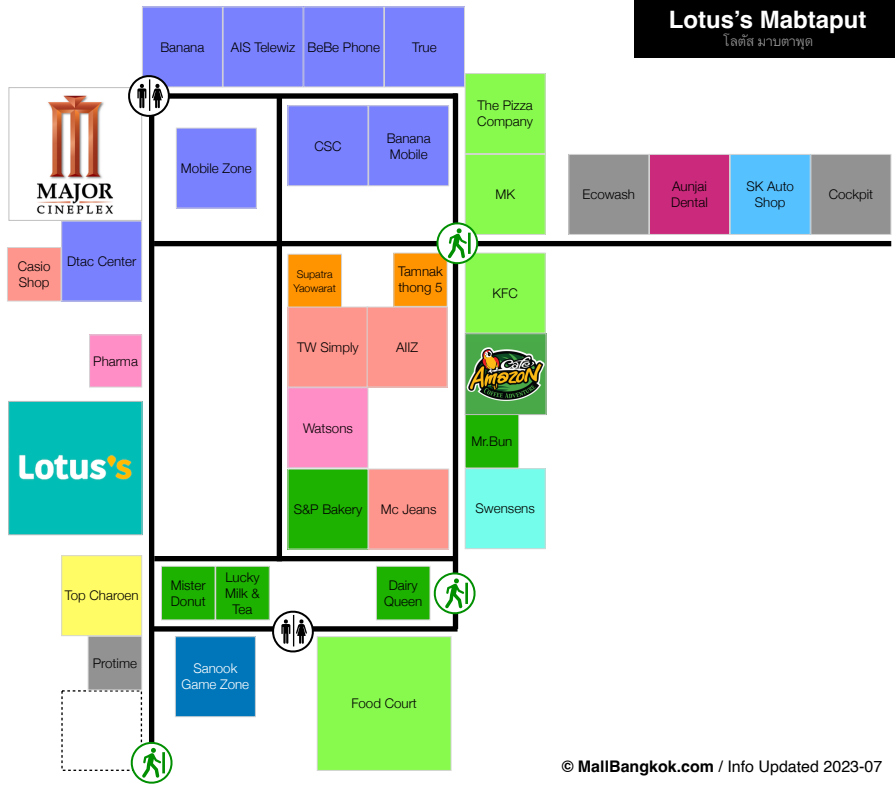 Lotus's Mabtaput
โลตัส มาบตาพุด
Banana
AIS Telewiz
BeBe Phone
True
MAJOR
CINEPLEX
Mobile Zone
CSC
Banana
Mobile
The Pizza
Company
MK
Ecowash
Aunjai
Dental
SK Auto
Shop
Cockpit
Casio
Shop
Dtac Center
Supatra
Yaowarat
Tamnak
thong 5
KFC
Pharma
TW Simply
AIIZ
Café
Amazon
COFFEE ADVENTURE
Lotus's
Watsons
Mr.Bun
S&P Bakery
Mc Jeans
Swensens
Top Charoen
Mister
Donut
Lucky
Milk &
Tea
Dairy
Queen
Protime
Sanook
Game Zone
Food Court
© MallBangkok.com / Info Updated 2023-07